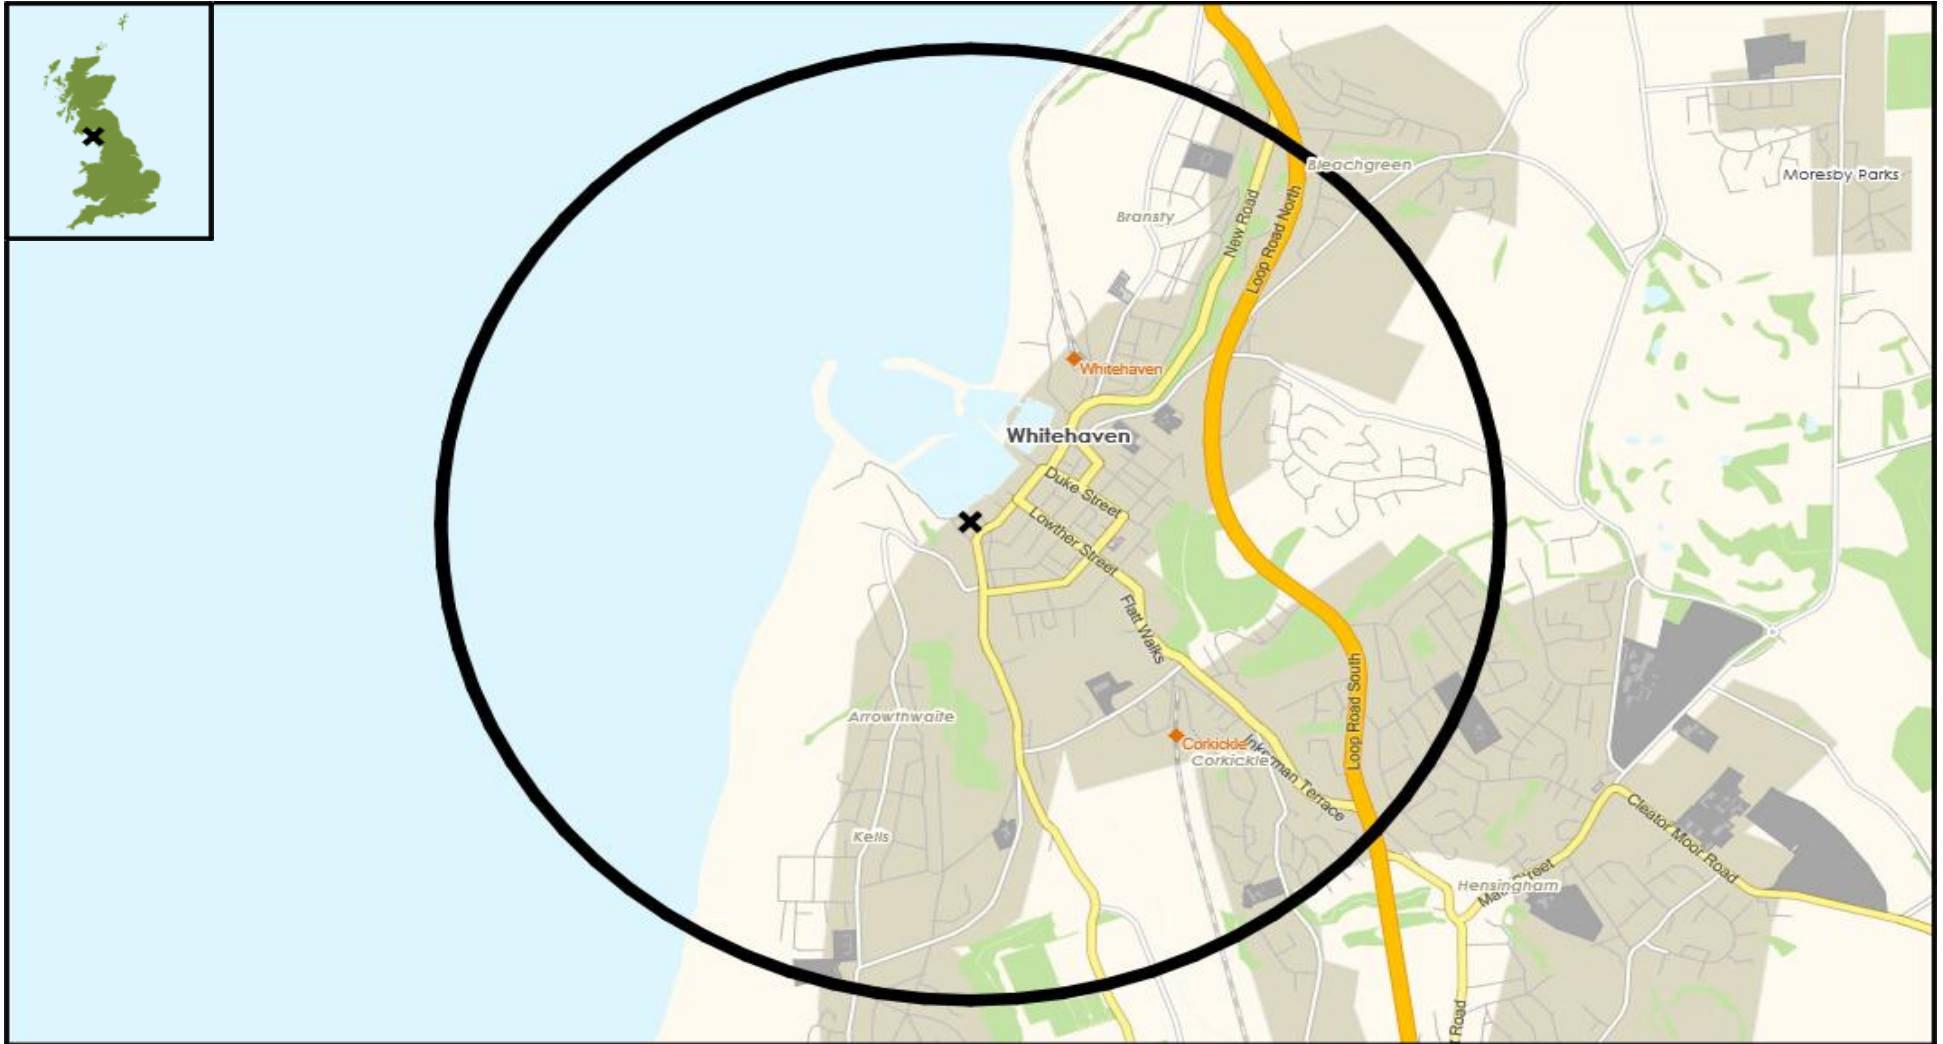 Bleachgreen
Moresby Parks
Bransty
New Road
Loop Road North
Whitehaven
Whitehaven
Duke Street
Lowther Street
Flatt Walks
Loop Road South
Arrowthwaite
Corkickle
Inkerman Terrace
Corkickle
Kells
Cleator Moor Road
Main Street
Hensingham
Road